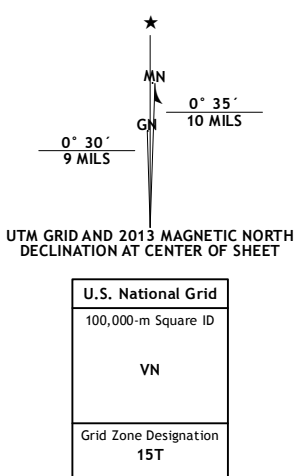 ★
MN
0° 35´
10 MILS
GN
0° 30´
9 MILS
UTM GRID AND 2013 MAGNETIC NORTH
DECLINATION AT CENTER OF SHEET
U.S. National Grid
100,000-m Square ID
VN
Grid Zone Designation
15T